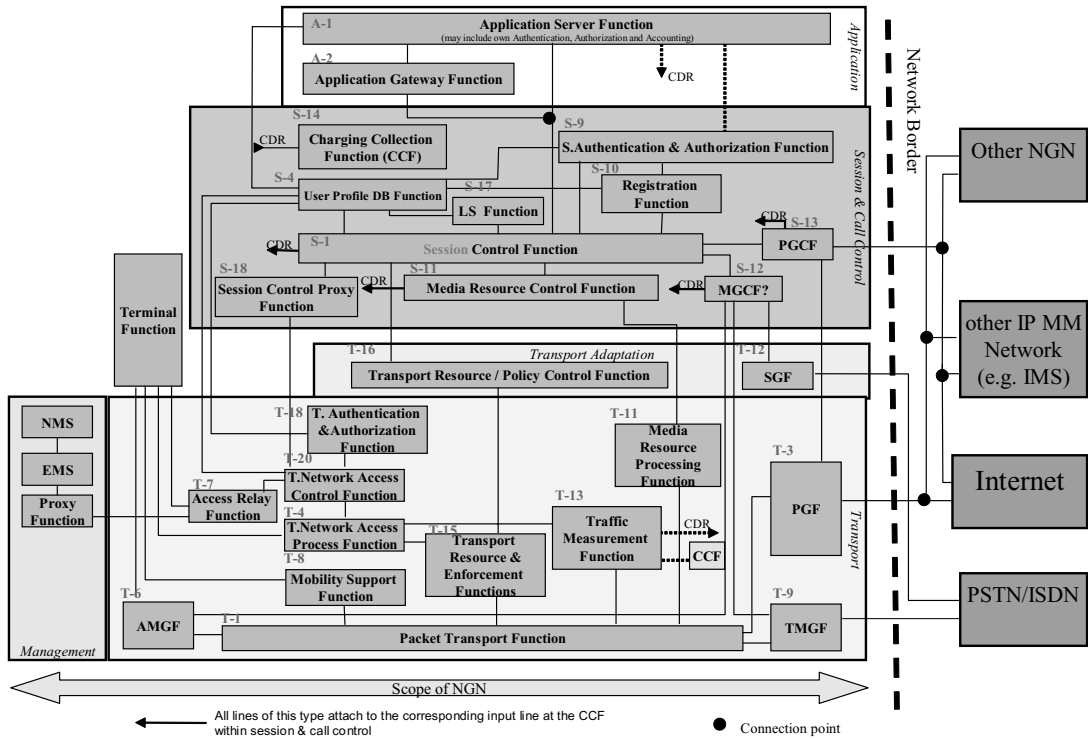 A-1
Application Server Function
(may include own Authentication, Authorization and Accounting)
A-2
CDR
Application Gateway Function
Application
Network Border
S-14
S-9
CDR
Charging Collection
Function (CCF)
S.Authentication & Authorization Function
S-4
S-17
S-10
User Profile DB Function
Registration
Function
LS Function
Session & Call Control
CDR
S-13
S-1
CDR
Session Control Function
PGCF
S-18
S-11
S-12
Session Control Proxy
Function
CDR
Media Resource Control Function
CDR
MGCF?
Terminal
Function
Other NGN
other IP MM
Network
(e.g. IMS)
Internet
PSTN/ISDN
T-16
Transport Adaptation
T-12
Transport Resource / Policy Control Function
SGF
NMS
EMS
Proxy
Function
Management
T-18
T. Authentication
&Authorization
Function
T-11
Media
Resource
Processing
Function
T-20
T.Network Access
Control Function
T-7
Access Relay
Function
T-3
PGF
T-4
T.Network Access
Process Function
T-13
Traffic
Measurement
Function
CDR
CCF
Transport
T-15
Transport
Resource &
Enforcement
Functions
T-8
Mobility Support
Function
T-6
AMGF
T-1
Packet Transport Function
T-9
TMGF
Scope of NGN
All lines of this type attach to the corresponding input line at the CCF
within session & call control
Connection point